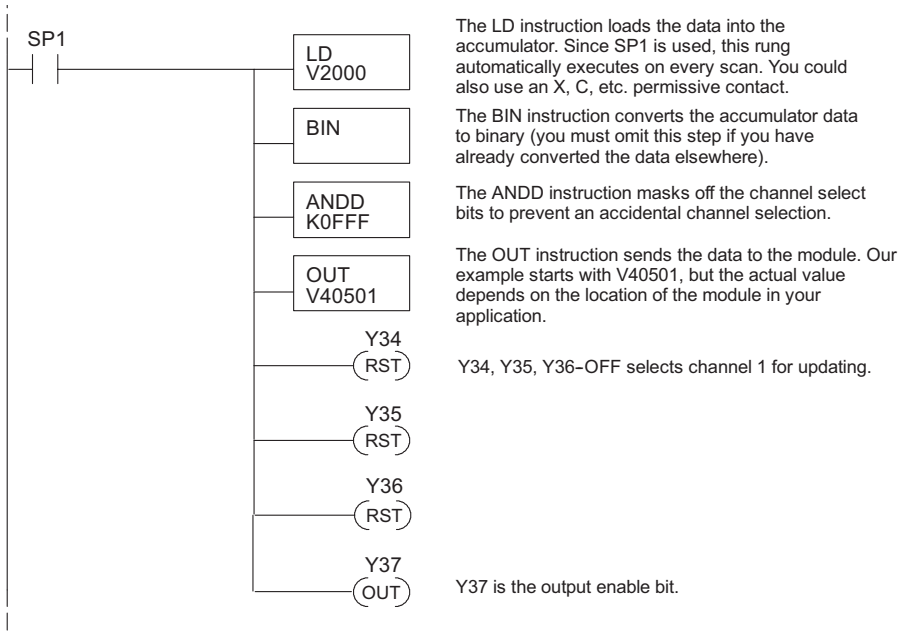 SP1
LD
V2000
The LD instruction loads the data into the
accumulator. Since SP1 is used, this rung
automatically executes on every scan. You could
also use an X, C, etc. permissive contact.
BIN
The BIN instruction converts the accumulator data
to binary (you must omit this step if you have
already converted the data elsewhere).
ANDD
K0FFF
The ANDD instruction masks off the channel select
bits to prevent an accidental channel selection.
OUT
V40501
The OUT instruction sends the data to the module. Our
example starts with V40501, but the actual value
depends on the location of the module in your
application.
Y34
RST
Y34, Y35, Y36-OFF selects channel 1 for updating.
Y35
RST
Y36
RST
Y37
OUT
Y37 is the output enable bit.